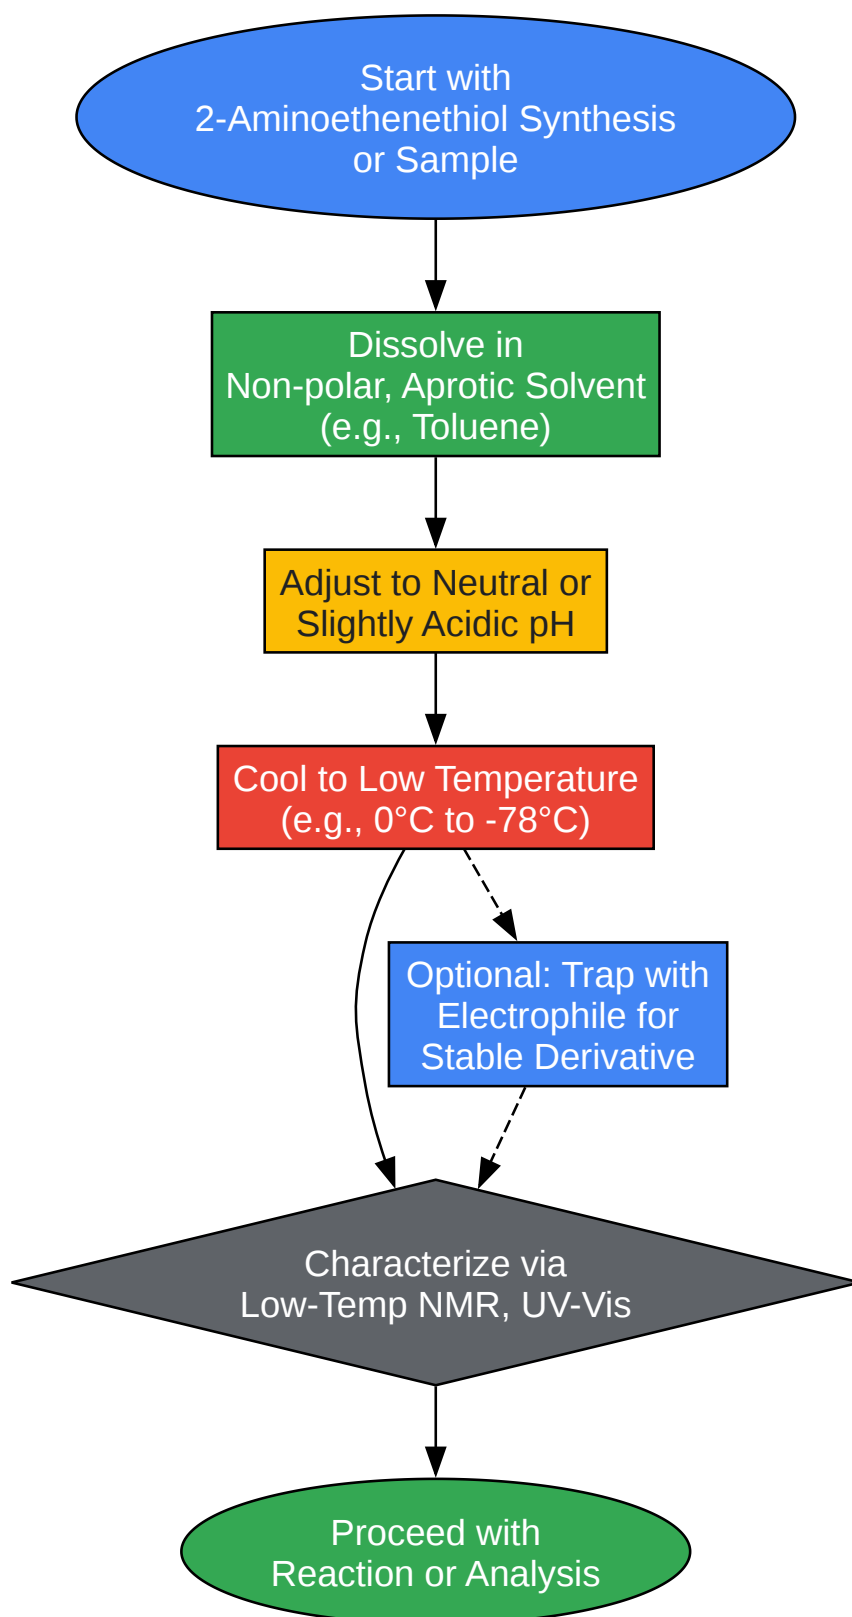 Start with
2-Aminoethenethiol Synthesis
or Sample
Dissolve in
Non-polar, Aprotic Solvent
(e.g., Toluene)
Adjust to Neutral or
Slightly Acidic pH
Cool to Low Temperature
(e.g., 0°C to -78°C)
Optional: Trap with
Electrophile for
Stable Derivative
Characterize via
Low-Temp NMR, UV-Vis
Proceed with
Reaction or Analysis